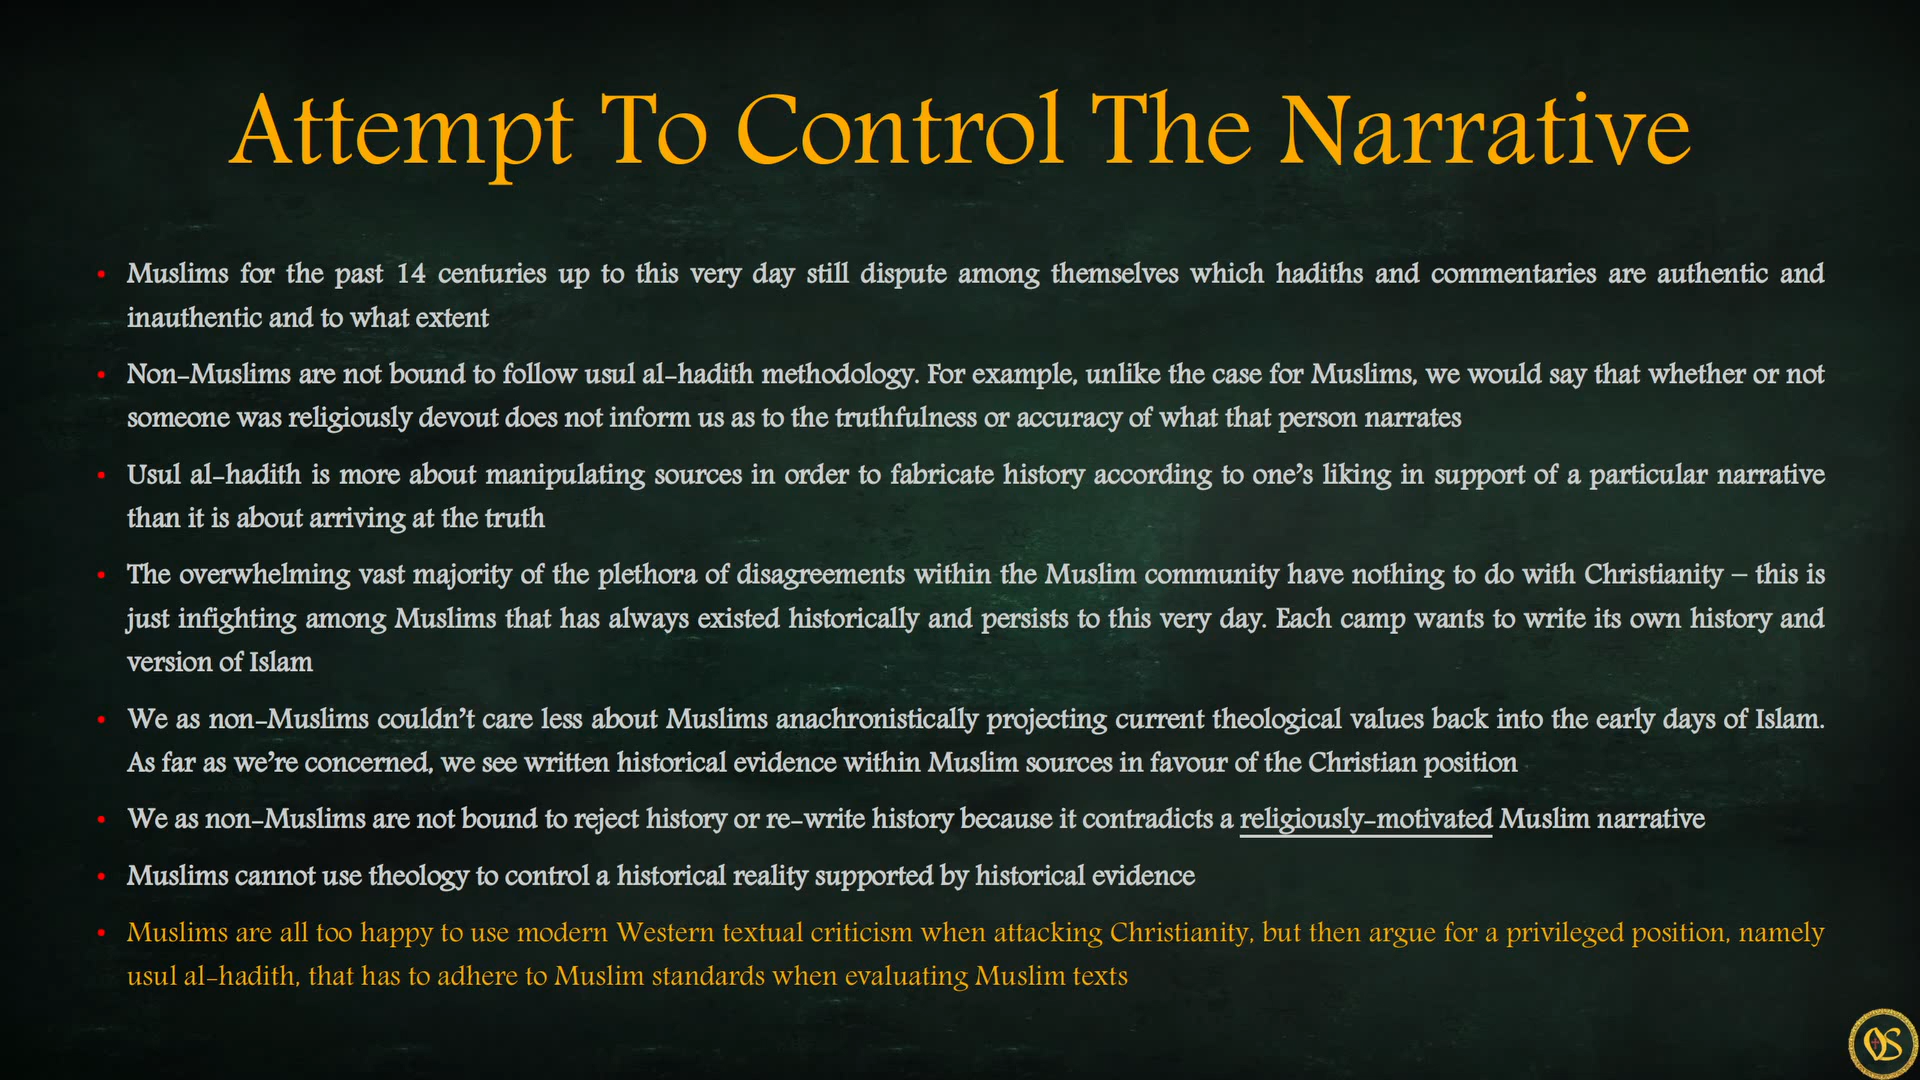 Attempt To Control The Narrative
• Muslims for the past 14 centuries up to this very day still dispute among themselves which hadiths and commentaries are authentic and
inauthentic and to what extent
• Non-Muslims are not bound to follow usul al-hadith methodology. For example, unlike the case for Muslims, we would say that whether or not
someone was religiously devout does not inform us as to the truthfulness or accuracy of what that person narrates
• Usul al-hadith is more about manipulating sources in order to fabricate history according to one’s liking in support of a particular narrative
than it is about arriving at the truth
• The overwhelming vast majority of the plethora of disagreements within the Muslim community have nothing to do with Christianity – this is
just infighting among Muslims that has always existed historically and persists to this very day. Each camp wants to write its own history and
version of Islam
• We as non-Muslims couldn’t care less about Muslims anachronistically projecting current theological values back into the early days of Islam.
As far as we’re concerned, we see written historical evidence within Muslim sources in favour of the Christian position
• We as non-Muslims are not bound to reject history or re-write history because it contradicts a religiously-motivated Muslim narrative
• Muslims cannot use theology to control a historical reality supported by historical evidence
• Muslims are all too happy to use modern Western textual criticism when attacking Christianity, but then argue for a privileged position, namely
usul al-hadith, that has to adhere to Muslim standards when evaluating Muslim texts